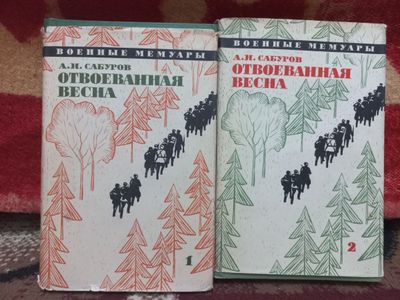 ВОЕННЫЕ МЕМУАРЫ
А.Н. САБУРОВ
ОТВОЕВАННАЯ
ВЕСНА
1
ВОЕННЫЕ МЕМУАРЫ
А.Н. САБУРОВ
ОТВОЕВАННАЯ
ВЕСНА
2